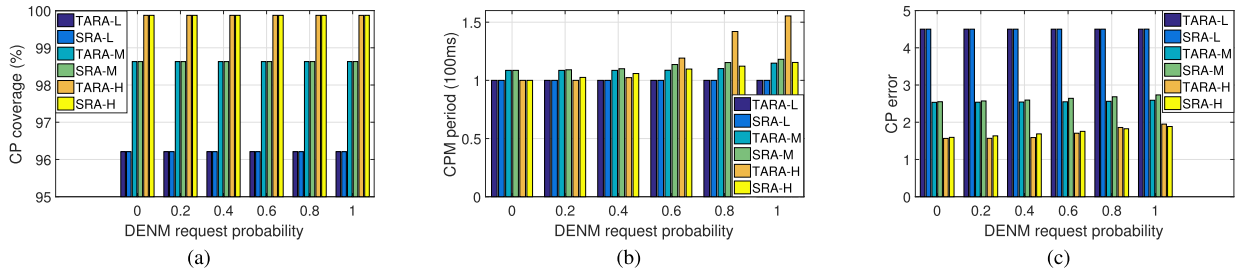 100
99
98
97
96
95
CP coverage (%)
TARA-L
SRA-L
TARA-M
SRA-M
TARA-H
SRA-H
0 0.2 0.4 0.6 0.8 1
DENM request probability
(a)
1.5
1
0.5
0
CPM period (100ms)
TARA-L
SRA-L
TARA-M
SRA-M
TARA-H
SRA-H
0 0.2 0.4 0.6 0.8 1
DENM request probability
(b)
5
4
3
2
1
0
CP error
TARA-L
SRA-L
TARA-M
SRA-M
TARA-H
SRA-H
0 0.2 0.4 0.6 0.8 1
DENM request probability
(c)